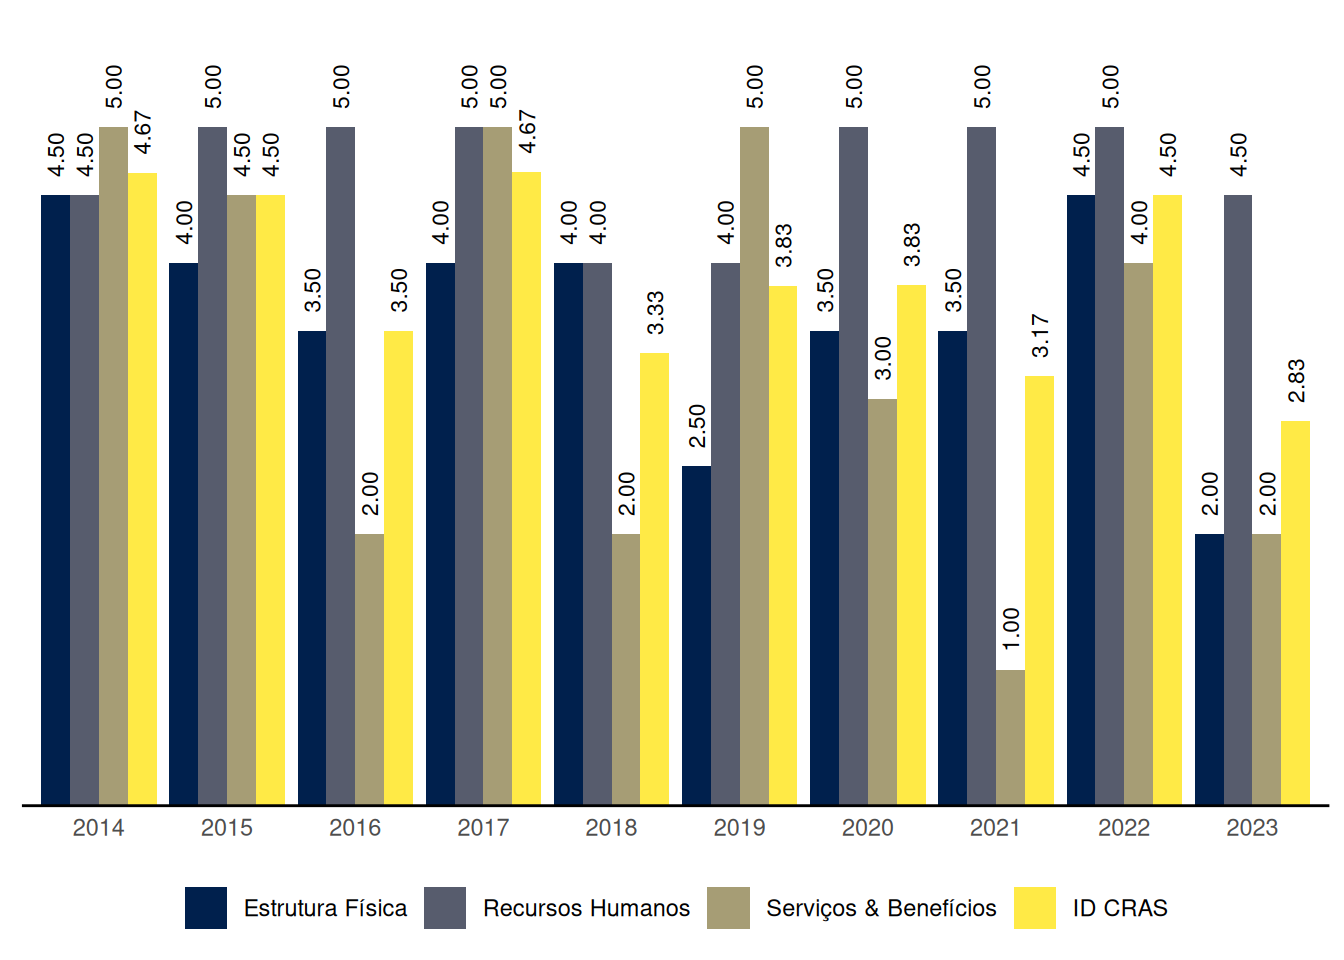 4.50 4.50 5.00 4.67
4.00 5.00 4.50 4.50
3.50 5.00 2.00 3.50
4.00 5.00 5.00 4.67
4.00 4.00 2.00 3.33
2.50 4.00 5.00 3.83
3.50 5.00 3.00 3.83
3.50 5.00 1.00 3.17
4.50 5.00 4.00 4.50
2.00 4.50 2.00 2.83
2014 2015 2016 2017 2018 2019 2020 2021 2022 2023
Estrutura Física Recursos Humanos Serviços & Benefícios ID CRAS